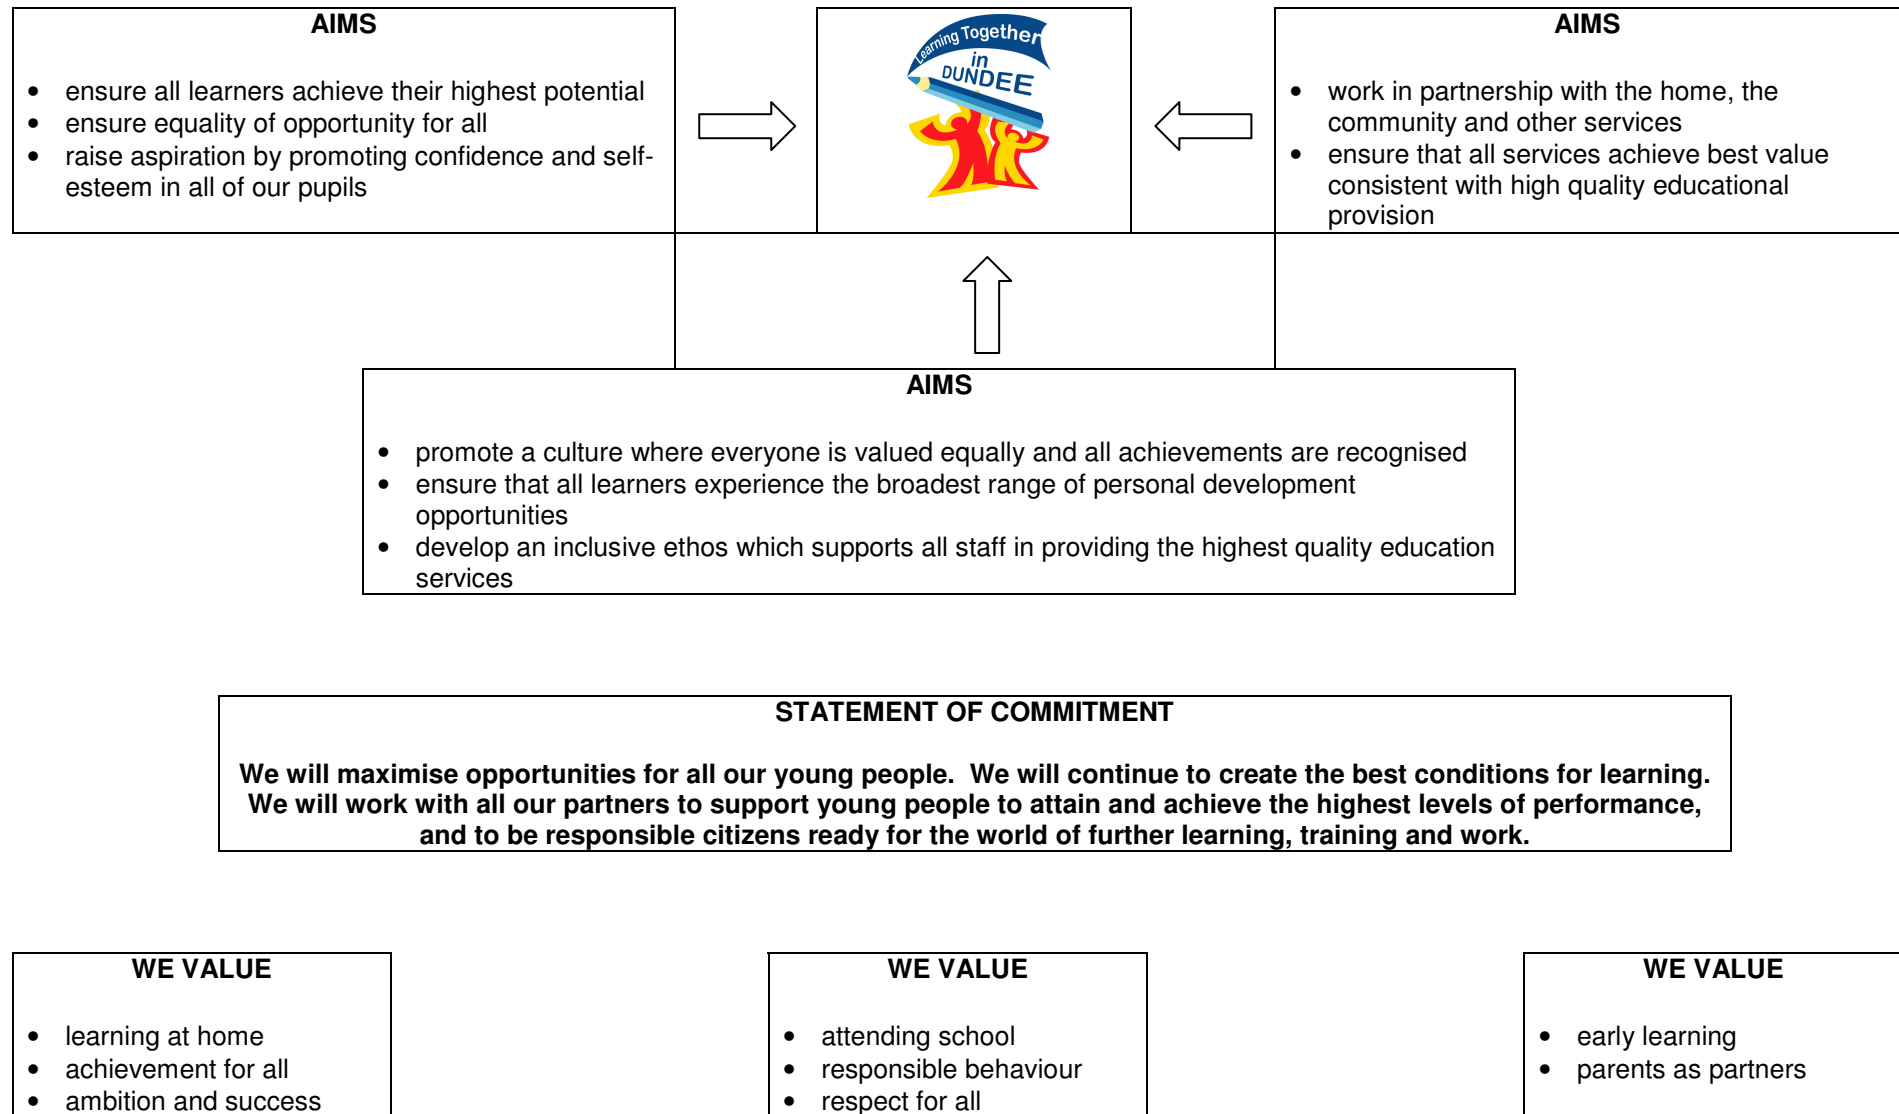 AIMS
• ensure all learners achieve their highest potential
• ensure equality of opportunity for all
• raise aspiration by promoting confidence and self-
esteem in all of our pupils
Learning Together
in
DUNDEE
AIMS
• work in partnership with the home, the
community and other services
• ensure that all services achieve best value
consistent with high quality educational
provision
AIMS
• promote a culture where everyone is valued equally and all achievements are recognised
• ensure that all learners experience the broadest range of personal development
opportunities
• develop an inclusive ethos which supports all staff in providing the highest quality education
services
STATEMENT OF COMMITMENT
We will maximise opportunities for all our young people.  We will continue to create the best conditions for learning.
We will work with all our partners to support young people to attain and achieve the highest levels of performance,
and to be responsible citizens ready for the world of further learning, training and work.
WE VALUE
• learning at home
• achievement for all
• ambition and success
WE VALUE
• attending school
• responsible behaviour
• respect for all
WE VALUE
• early learning
• parents as partners